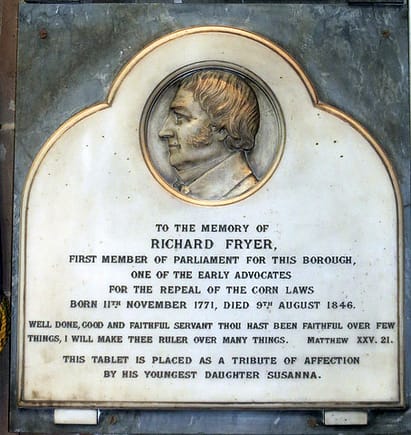 TO THE MEMORY OF
RICHARD FRYER,
FIRST MEMBER OF PARLIAMENT FOR THIS BOROUGH,
ONE OF THE EARLY ADVOCATES
FOR THE REPEAL OF THE CORN LAWS
BORN 11TH NOVEMBER 1771, DIED 9TH AUGUST 1846.
WELL DONE, GOOD AND FAITHFUL SERVANT THOU HAST BEEN FAITHFUL OVER FEW
THINGS, I WILL MAKE THEE RULER OVER MANY THINGS. MATTHEW XXV. 21.
THIS TABLET IS PLACED AS A TRIBUTE OF AFFECTION
BY HIS YOUNGEST DAUGHTER SUSANNA.